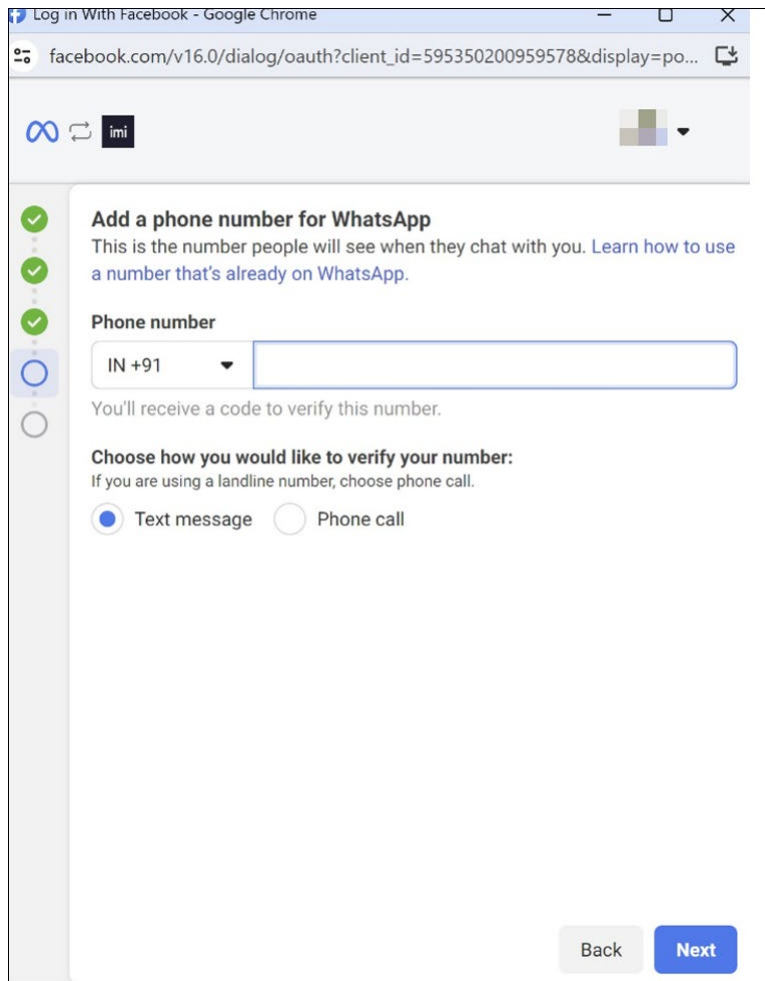 Log in With Facebook - Google Chrome
facebook.com/v16.0/dialog/oauth?client_id=595350200959578&display=po...
imi
Add a phone number for WhatsApp
This is the number people will see when they chat with you. Learn how to use
a number that's already on WhatsApp.
Phone number
IN +91
You'll receive a code to verify this number.
Choose how you would like to verify your number:
If you are using a landline number, choose phone call.
Text message Phone call
Back Next